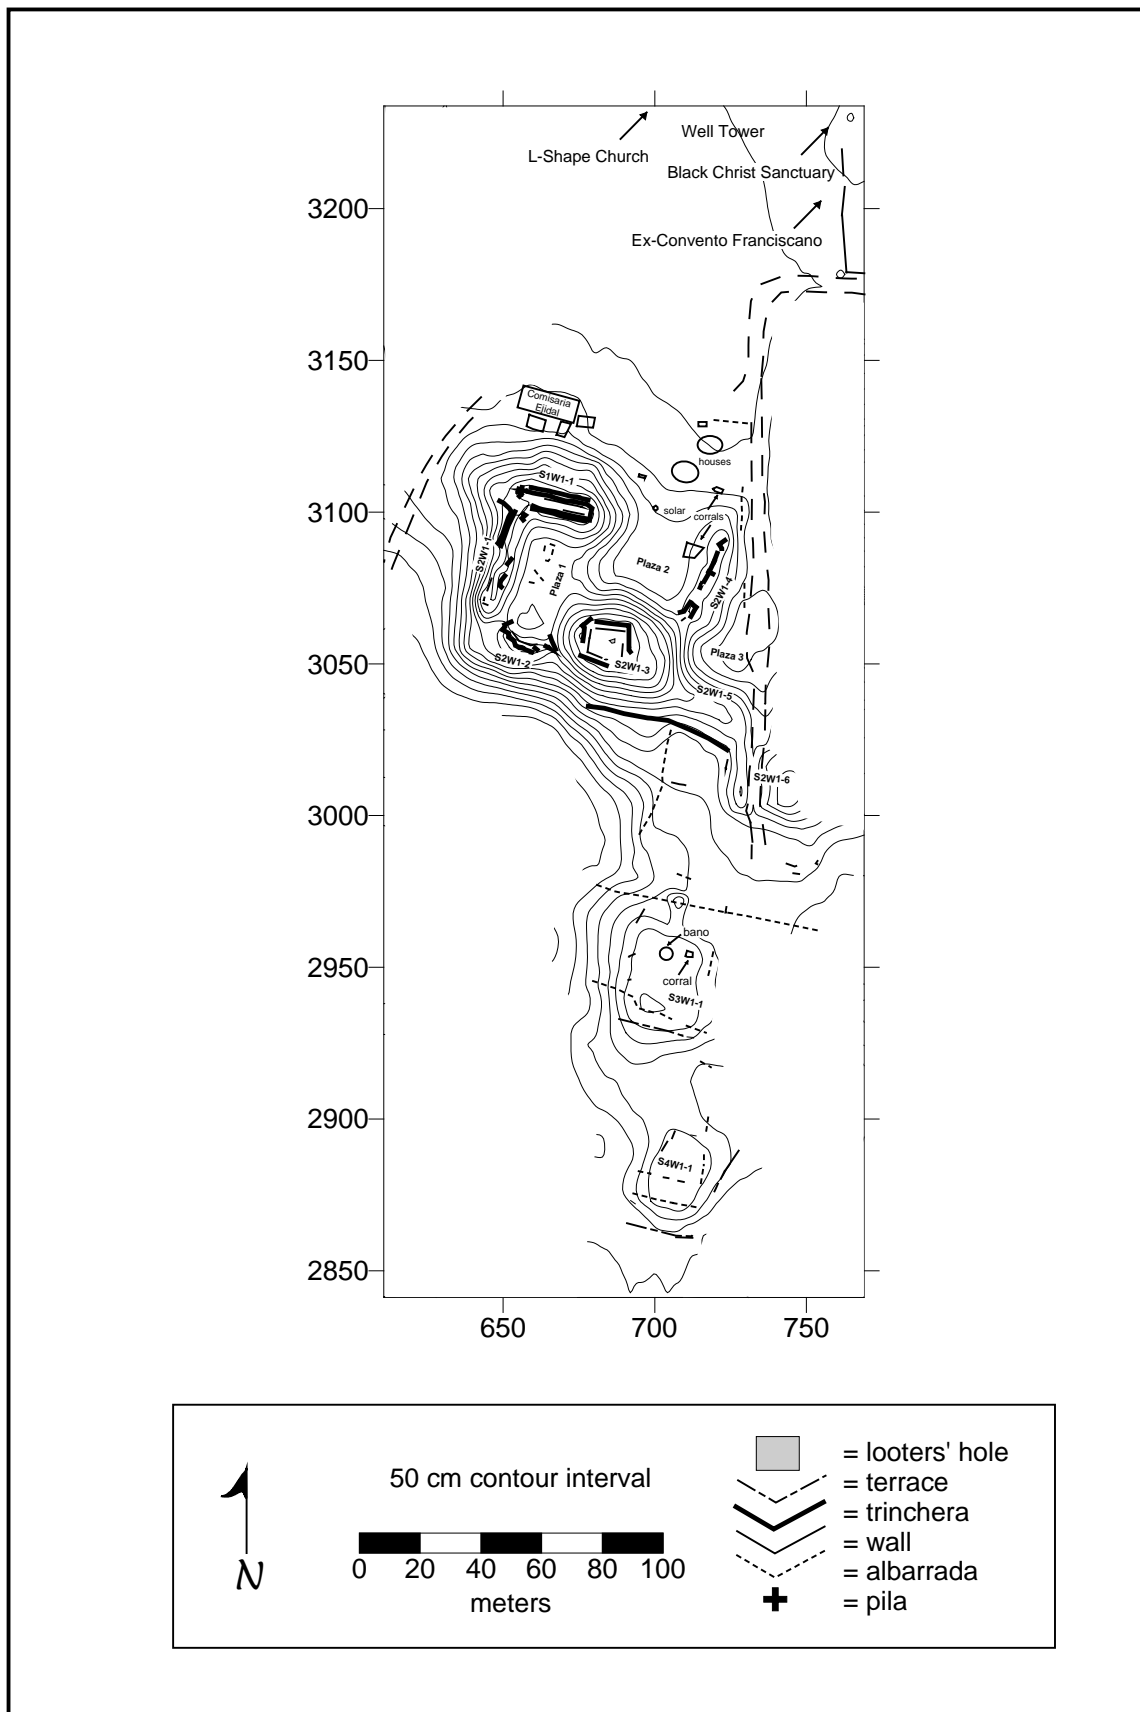 Well Tower
L-Shape Church
Black Christ Sanctuary
3200
Ex-Convento Franciscano
3150
Comisaria
Ejidal
houses
S1W1-1
3100
solar
corrals
S2W1-1
Plaza 1
Plaza 2
S2W1-4
3050
S2W1-2
S2W1-3
Plaza 3
S2W1-5
S2W1-6
3000
bano
2950
corral
S3W1-1
2900
S4W1-1
2850
650
700
750
50 cm contour interval
0 20 40 60 80 100
meters
N
= looters' hole
= terrace
= trinchera
= wall
= albarrada
= pila